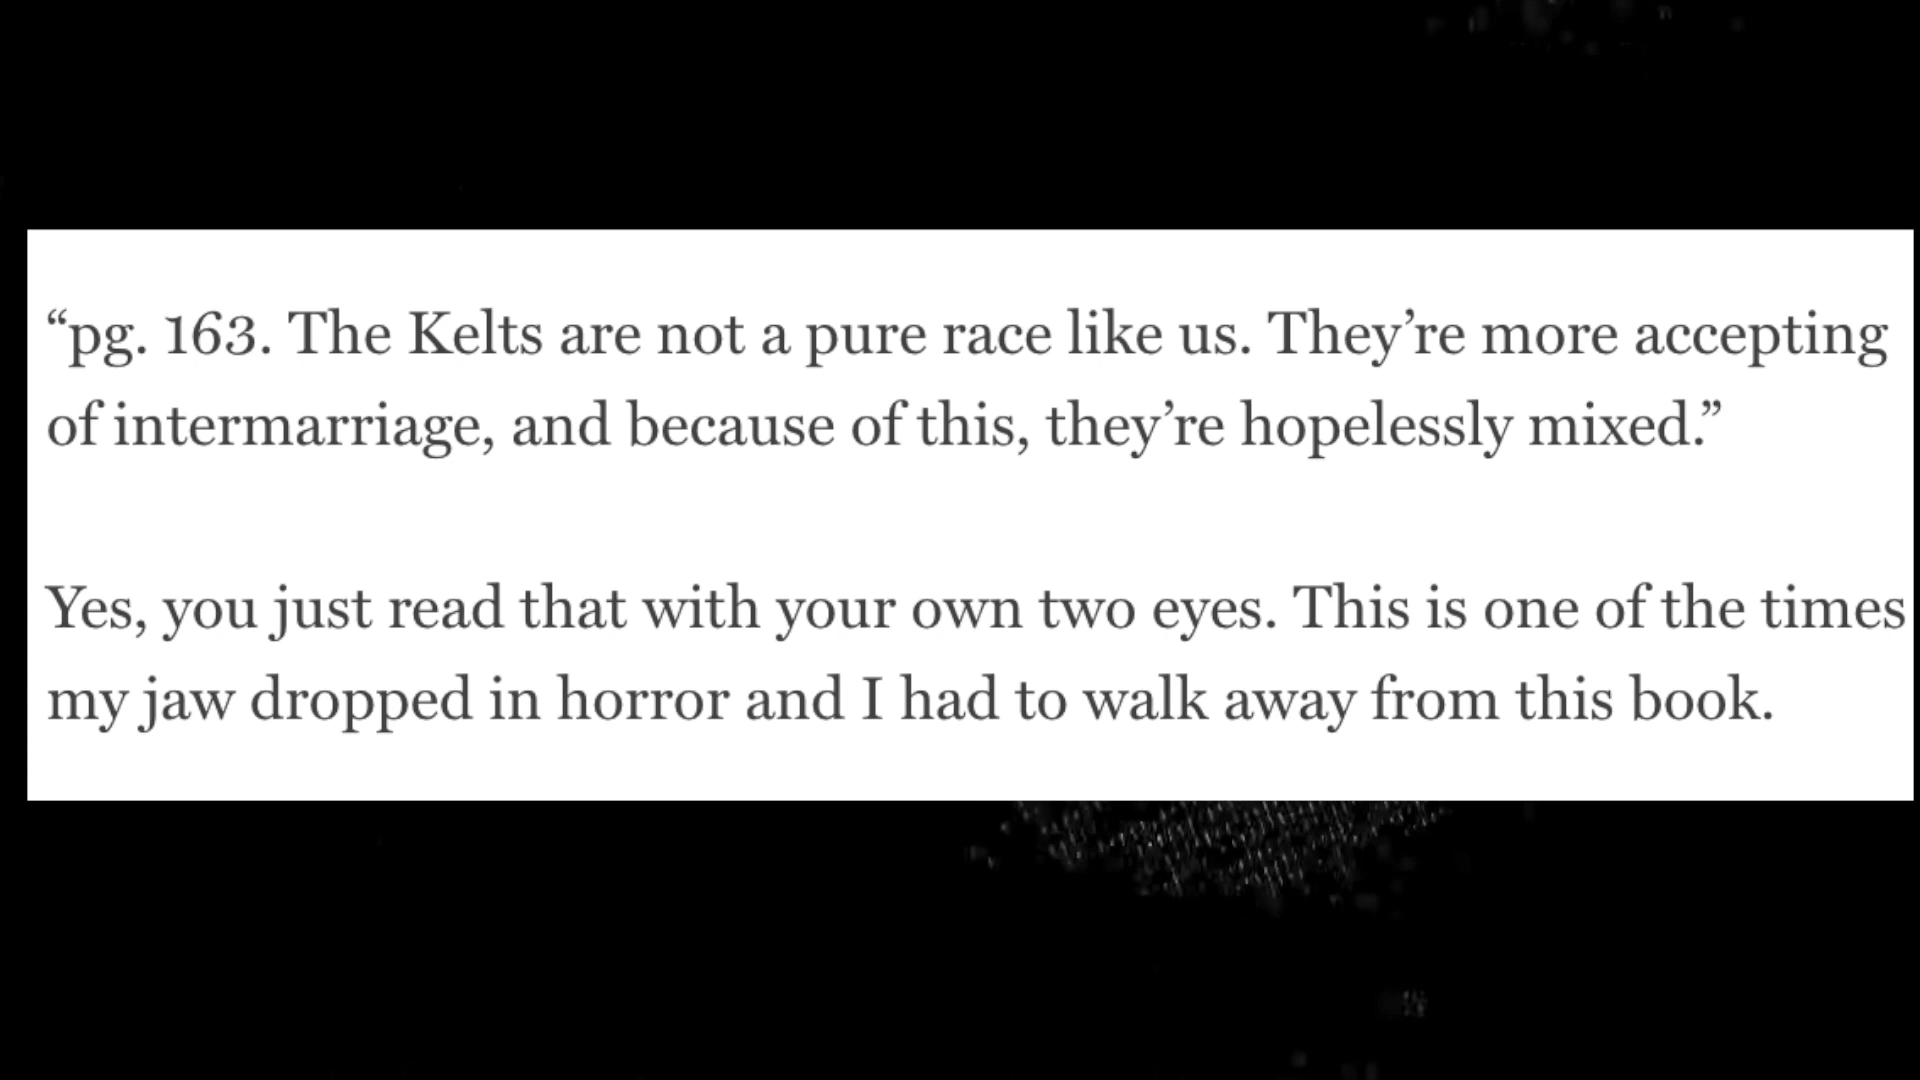 “pg. 163. The Kelts are not a pure race like us. They’re more accepting
of intermarriage, and because of this, they’re hopelessly mixed.”
Yes, you just read that with your own two eyes. This is one of the times
my jaw dropped in horror and I had to walk away from this book.